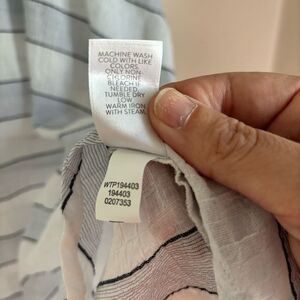 MACHINE WASH
COLD WITH LIKE
COLORS.
ONLY NON-
CHLORINE
BLEACH IF
NEEDED.
TUMBLE DRY
LOW
WARM IRON
WITH STEAM.
WTP194403
194403
0207353